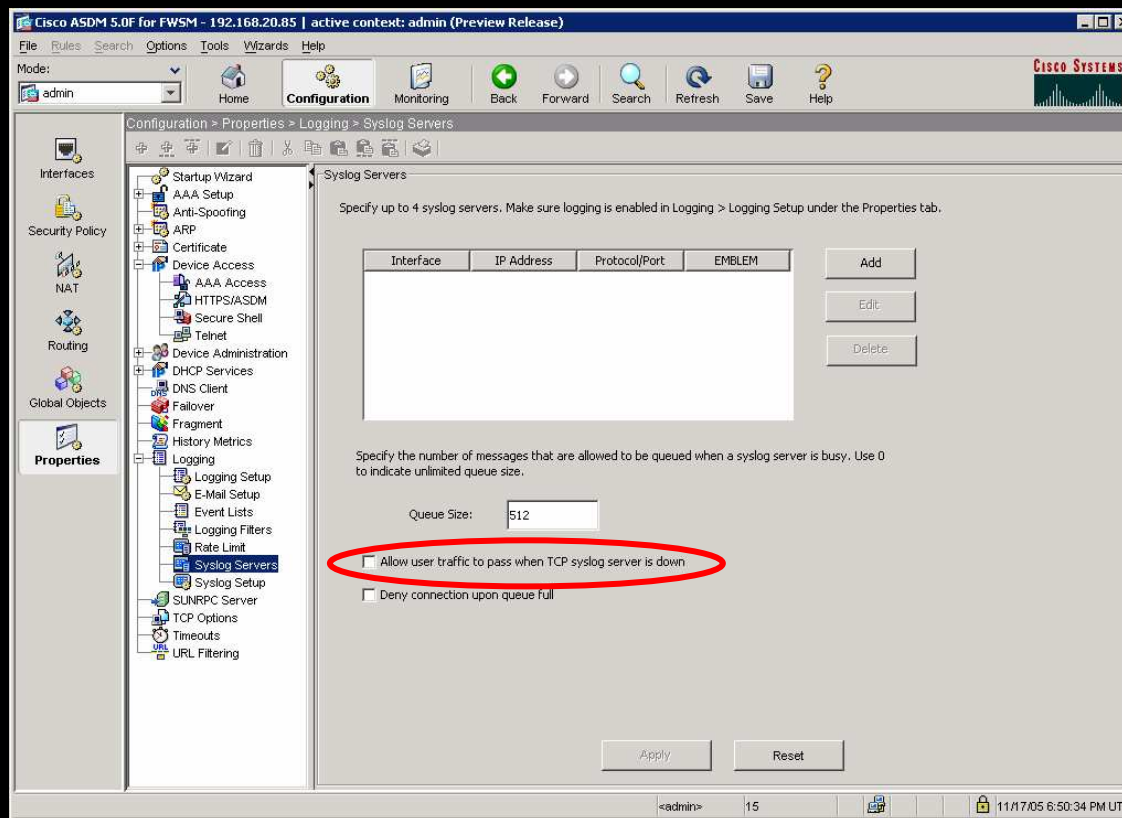 Cisco ASDM 5.0F for FWSM - 192.168.20.85 | active context: admin (Preview Release)
File Rules Search Options Tools Wizards Help
Mode:
admin
Home
Configuration
Monitoring
Back
Forward
Search
Refresh
Save
Help
CISCO SYSTEMS
Configuration > Properties > Logging > Syslog Servers
Interfaces
Security Policy
NAT
Routing
Global Objects
Properties
Startup Wizard
AAA Setup
Anti-Spoofing
ARP
Certificate
Device Access
AAA Access
HTTPS/ASDM
Secure Shell
Telnet
Device Administration
DHCP Services
DNS DNS Client
Failover
Fragment
History Metrics
Logging
Logging Setup
E-Mail Setup
Event Lists
Logging Filters
Rate Limit
Syslog Servers
Syslog Setup
SUNRPC Server
TCP Options
Timeouts
URL URL Filtering
Syslog Servers
Specify up to 4 syslog servers. Make sure logging is enabled in Logging > Logging Setup under the Properties tab.
Interface IP Address Protocol/Port EMBLEM
Add
Edit
Delete
Specify the number of messages that are allowed to be queued when a syslog server is busy. Use 0
to indicate unlimited queue size.
Queue Size: 512
Allow user traffic to pass when TCP syslog server is down
Deny connection upon queue full
Apply
Reset
<admin> 15 11/17/05 6:50:34 PM UT